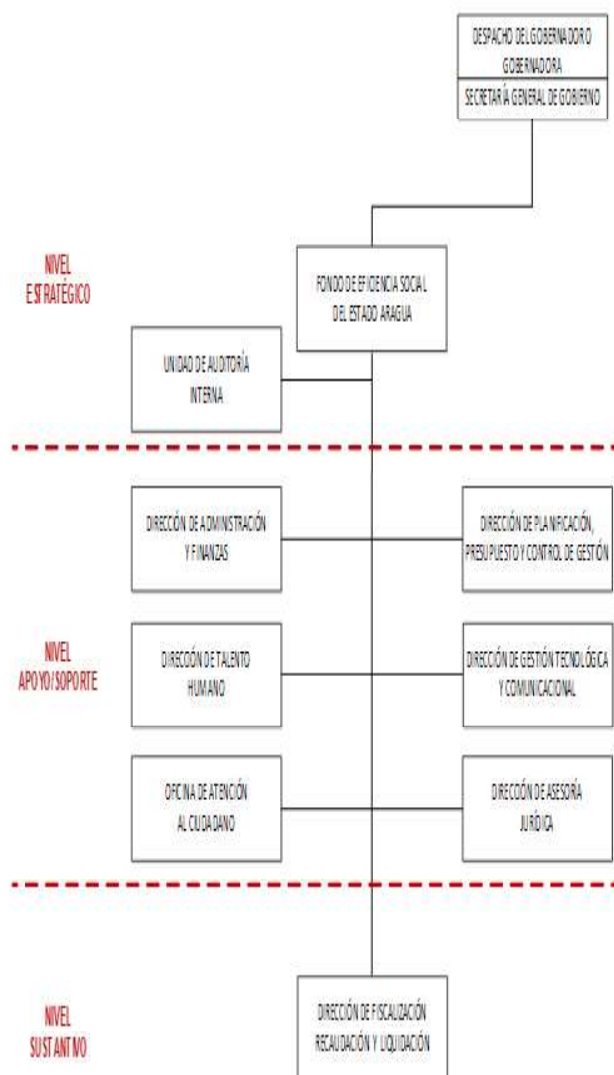 DESPACHO DEL GOBERNADOR O
GOBERNADORA
SECRETARÍA GENERAL DE GOBIERNO
NIVEL
ESTRATÉGICO
FONDO DE EFICIENCIA SOCIAL
DEL ESTADO ARAGUA
UNIDAD DE AUDITORÍA
INTERNA
DIRECCIÓN DE ADMINISTRACIÓN
Y FINANZAS
DIRECCIÓN DE PLANIFICACIÓN,
PRESUPUESTO Y CONTROL DE GESTIÓN
NIVEL
APOYO/SOPORTE
DIRECCIÓN DE TALENTO
HUMANO
DIRECCIÓN DE GESTIÓN TECNOLÓGICA
Y COMUNICACIONAL
OFICINA DE ATENCIÓN
AL CIUDADANO
DIRECCIÓN DE ASESORÍA
JURÍDICA
NIVEL
SUSTANTIVO
DIRECCIÓN DE FISCALIZACIÓN
RECAUDACIÓN Y LIQUIDACIÓN